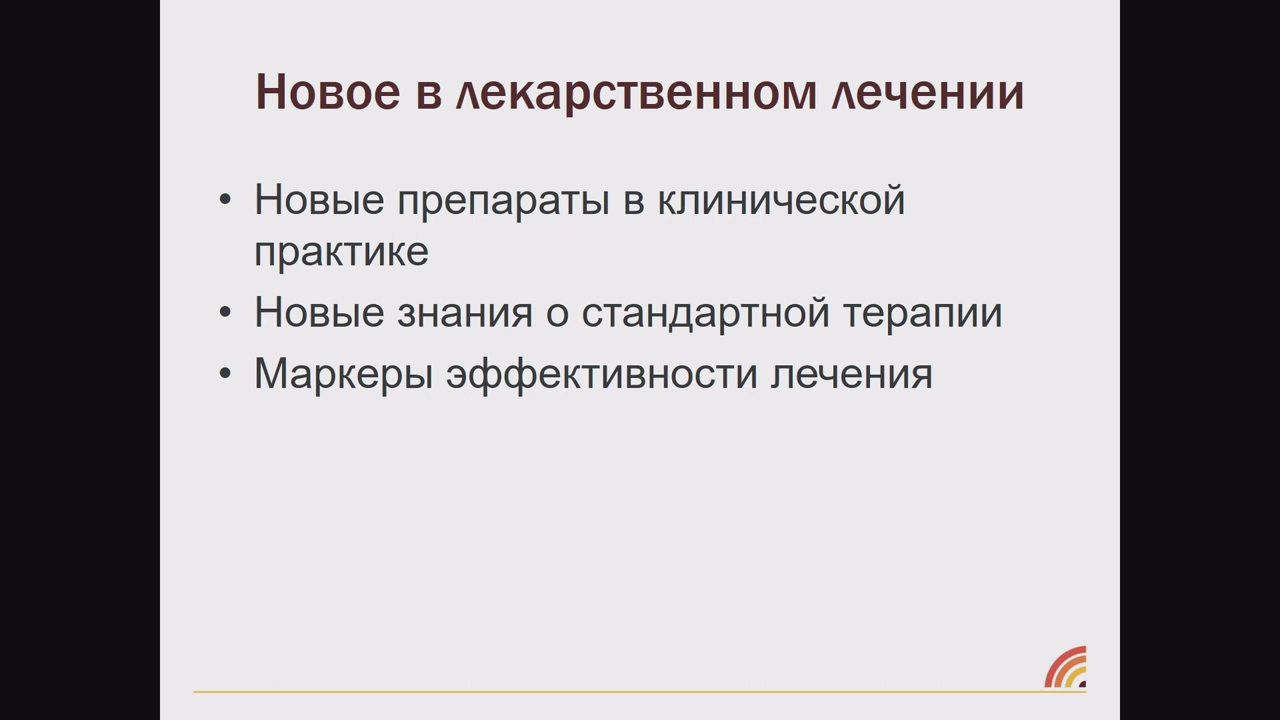 Новое в лекарственном лечении
• Новые препараты в клинической
практике
• Новые знания о стандартной терапии
• Маркеры эффективности лечения